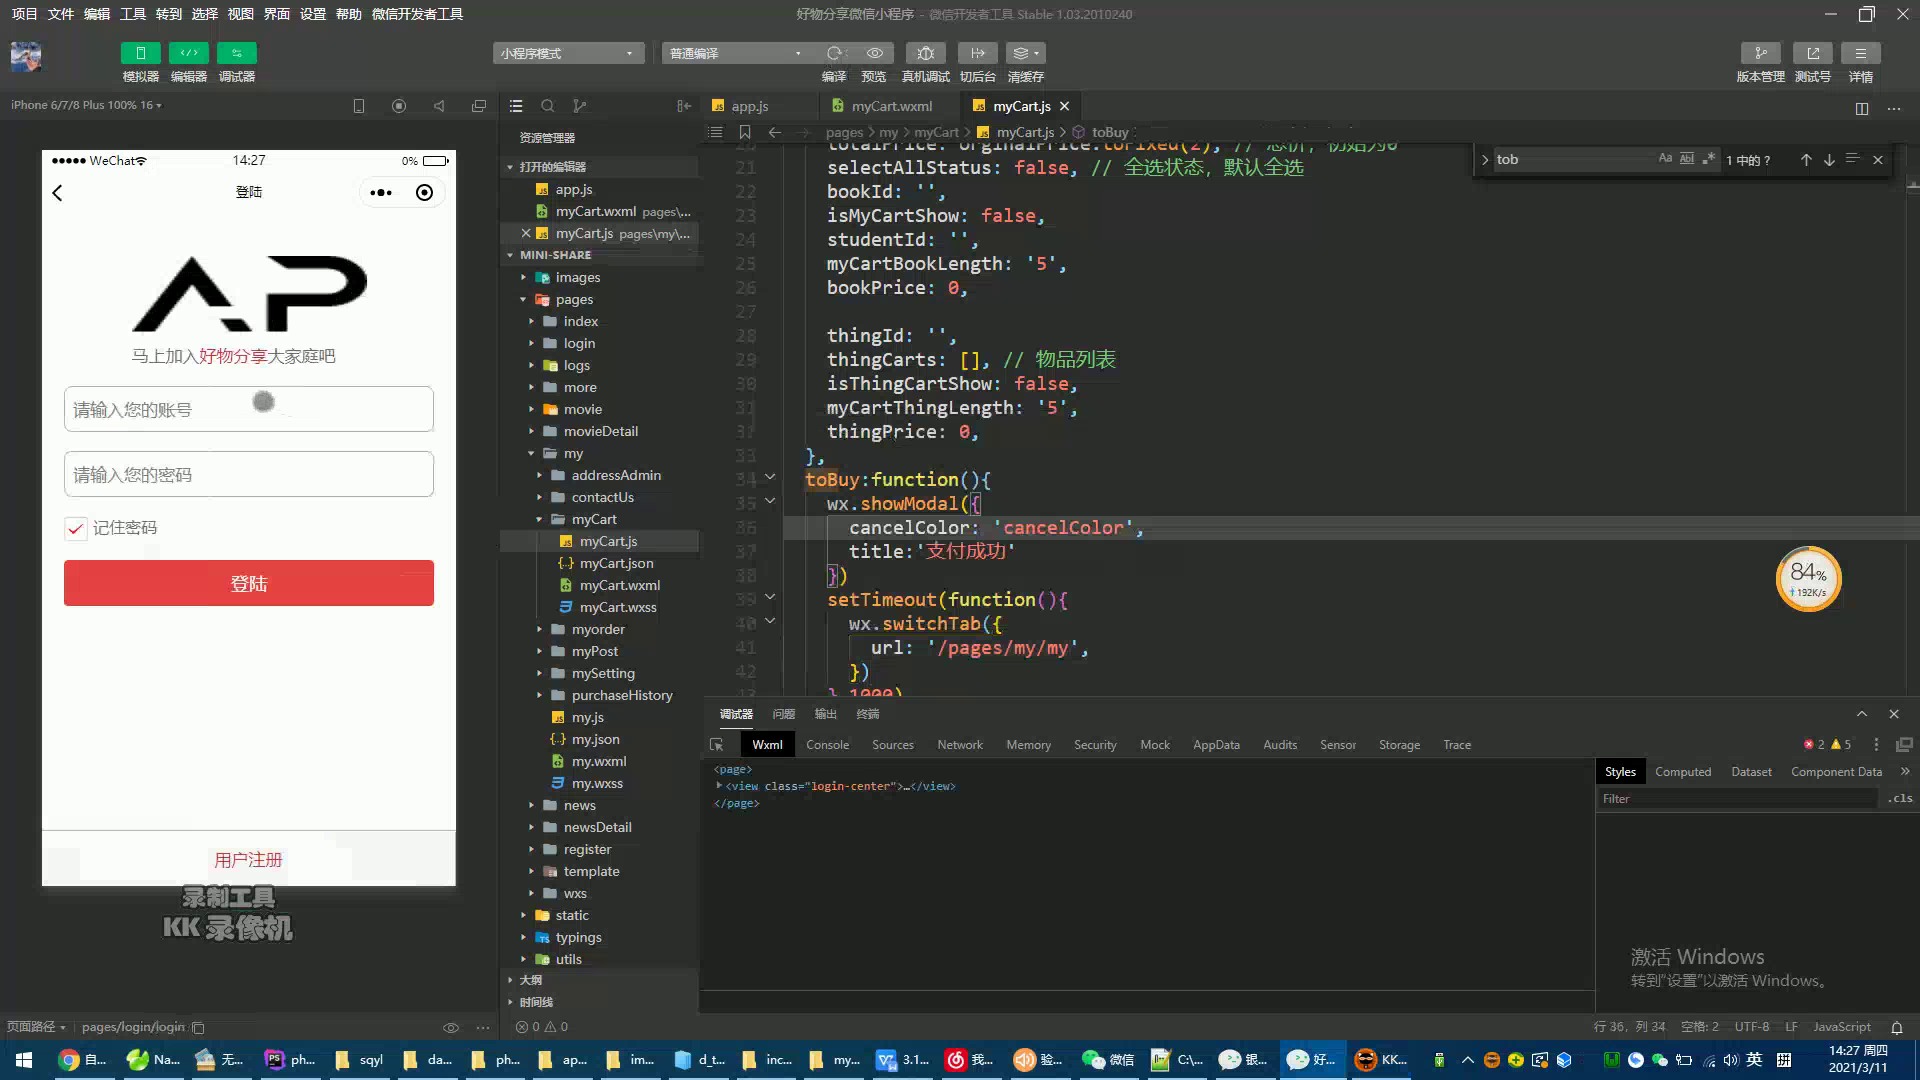 项目 文件 编辑 工具 转到 选择 视图 界面 设置 帮助 微信开发者工具
好物分享微信小程序 - 微信开发者工具 Stable 1.03.2010240
小程序模式
普通编译
模拟器 编辑器 调试器
编译 预览 真机调试 切后台 清缓存
版本管理 测试号 详情
iPhone 6/7/8 Plus 100% 16
WeChat
14:27
0%
登陆
AP
马上加入好物分享大家庭吧
请输入您的账号
请输入您的密码
记住密码
登陆
用户注册
录制工具
KK 录像机
页面路径
pages/login/login
资源管理器
打开的编辑器
app.js
myCart.wxml pages\...
myCart.js pages\my\...
MINI-SHARE
images
pages
index
login
logs
more
movie
movieDetail
my
addressAdmin
contactUs
myCart
myCart.js
myCart.json
myCart.wxml
myCart.wxss
myorder
myPost
mySetting
purchaseHistory
my.js
my.json
my.wxml
my.wxss
news
newsDetail
register
template
wxs
static
typings
utils
大纲
时间线
0 0
app.js
myCart.wxml
myCart.js
pages > my > myCart > myCart.js > toBuy
tob
Aa Abl .*
1 中的 ?
totalPrice: orginalPrice.toFixed(2), // 总价，初始为0
21 selectAllStatus: false, // 全选状态，默认全选
22 bookId: '',
23 isMyCartShow: false,
24 studentId: '',
25 myCartBookLength: '5',
26 bookPrice: 0,
27
28 thingId: '',
29 thingCarts: [], // 物品列表
30 isThingCartShow: false,
31 myCartThingLength: '5',
32 thingPrice: 0,
33 },
34 toBuy:function(){
35 wx.showModal({
36 cancelColor: 'cancelColor',
37 title:'支付成功'
38 })
39 setTimeout(function(){
40 wx.switchTab({
41 url: '/pages/my/my',
42 })
43 },1000)
84%
192K/s
调试器 问题 输出 终端
Wxml Console Sources Network Memory Security Mock AppData Audits Sensor Storage Trace
2 5
<page>
<view class="login-center">…</view>
</page>
Styles Computed Dataset Component Data
Filter
.cls
激活 Windows
转到"设置"以激活 Windows。
行 36，列 34 空格: 2 UTF-8 LF JavaScript
自... Na... 无... ph... sqyl da... ph... ap... im... d_t... inc... my... 3.1... 我... 验... 微信 C:\... 银... 好... KK...
英
14:27 周四
2021/3/11